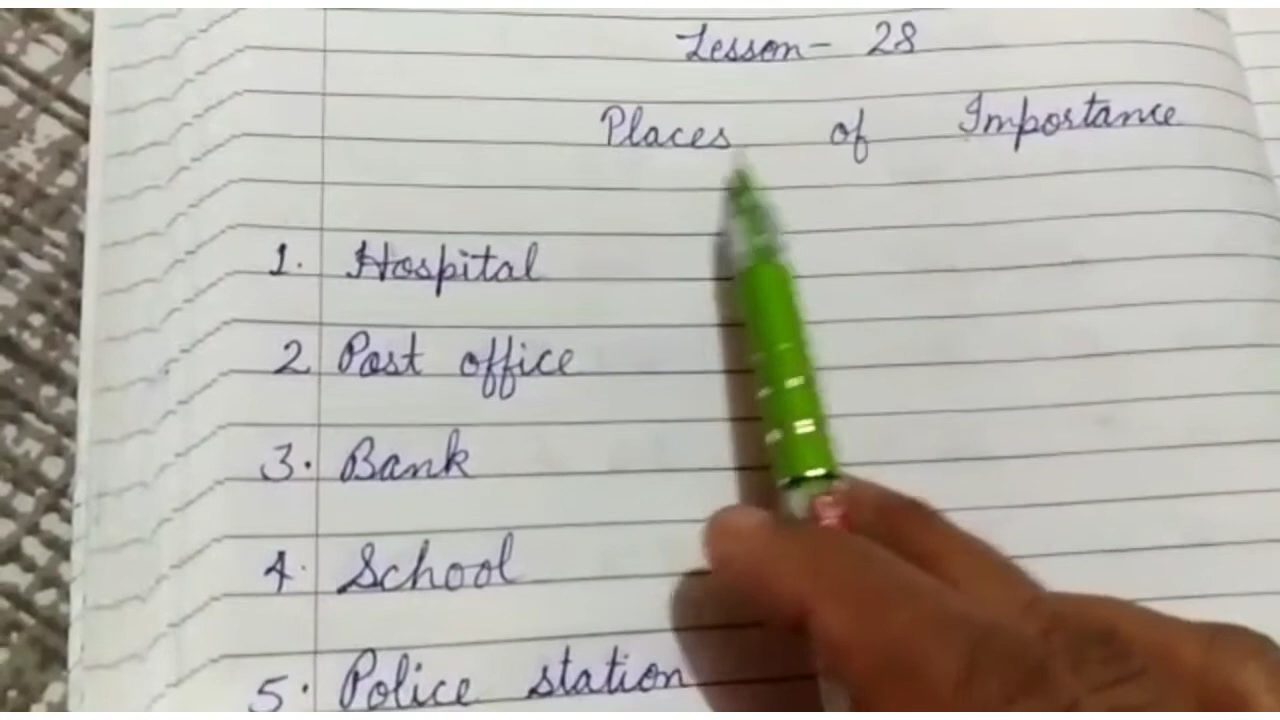 Lesson- 28
Places of Importance
1. Hospital
2 Post office
3. Bank
4. School
5. Police station